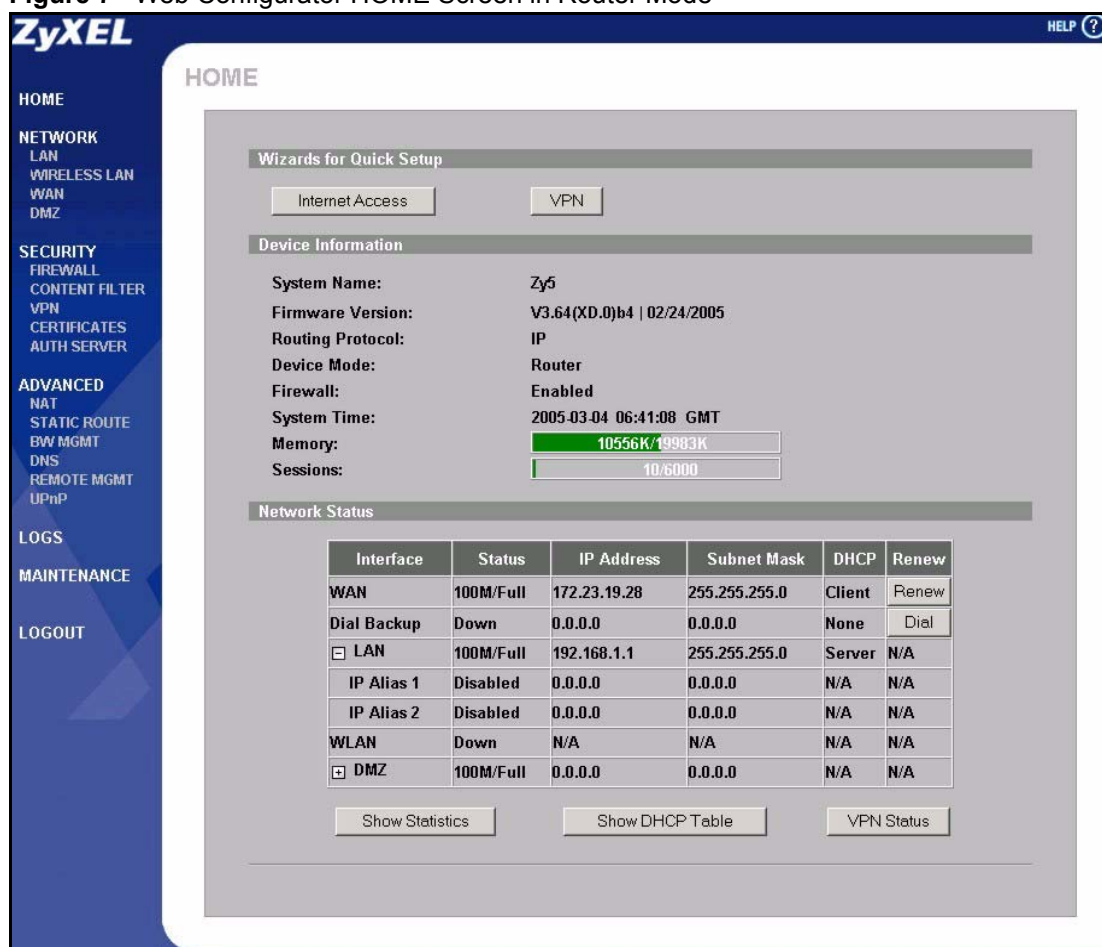 Figure 7 Web Configurator HOME Screen in Router Mode
ZyXEL
HELP ?
HOME
HOME
NETWORK
LAN
WIRELESS LAN
WAN
DMZ
SECURITY
FIREWALL
CONTENT FILTER
VPN
CERTIFICATES
AUTH SERVER
ADVANCED
NAT
STATIC ROUTE
BW MGMT
DNS
REMOTE MGMT
UPnP
LOGS
MAINTENANCE
LOGOUT
Wizards for Quick Setup
Internet Access VPN
Device Information
System Name: Zy5
Firmware Version: V3.64(XD.0)b4 | 02/24/2005
Routing Protocol: IP
Device Mode: Router
Firewall: Enabled
System Time: 2005-03-04 06:41:08 GMT
Memory: 10556K/19983K
Sessions: 10/6000
Network Status
Interface Status IP Address Subnet Mask DHCP Renew
WAN 100M/Full 172.23.19.28 255.255.255.0 Client Renew
Dial Backup Down 0.0.0.0 0.0.0.0 None Dial
LAN 100M/Full 192.168.1.1 255.255.255.0 Server N/A
IP Alias 1 Disabled 0.0.0.0 0.0.0.0 N/A N/A
IP Alias 2 Disabled 0.0.0.0 0.0.0.0 N/A N/A
WLAN Down N/A N/A N/A N/A
DMZ 100M/Full 0.0.0.0 0.0.0.0 N/A N/A
Show Statistics Show DHCP Table VPN Status